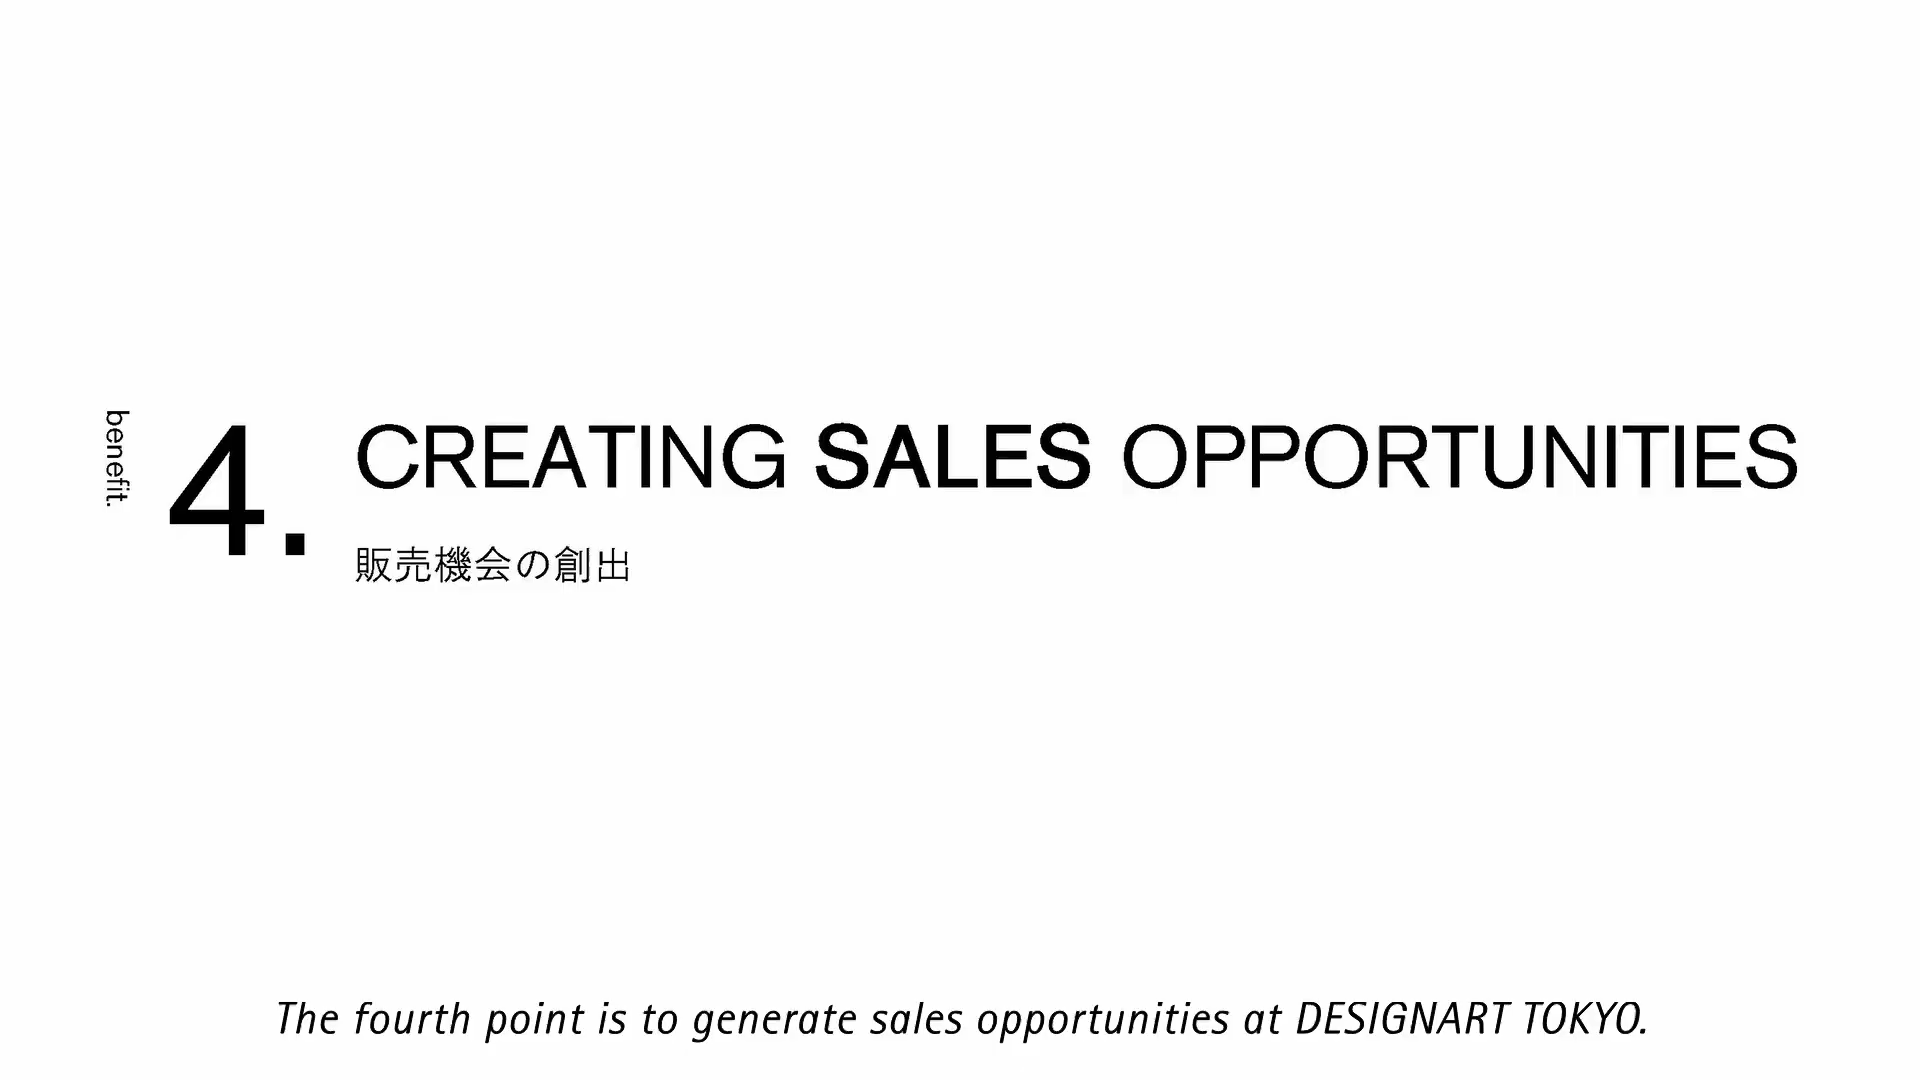 benefit.
4.
CREATING SALES OPPORTUNITIES
販売機会の創出
The fourth point is to generate sales opportunities at DESIGNART TOKYO.